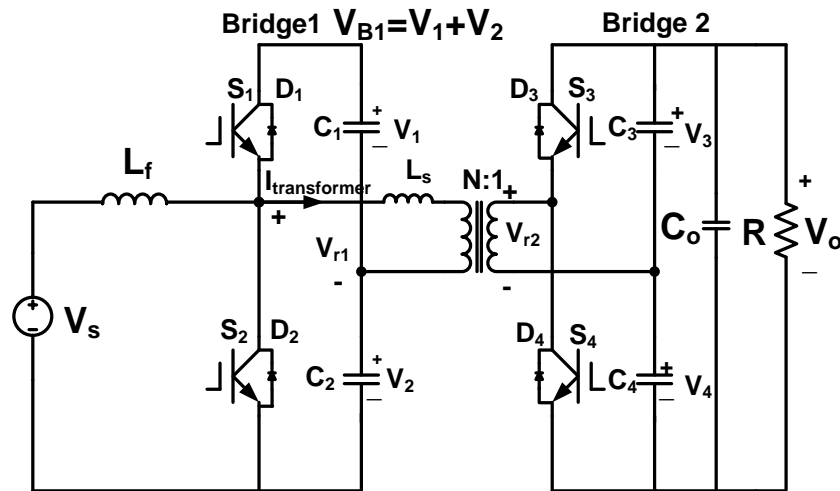 Bridge1 V_B1=V_1+V_2 Bridge 2
S_1 D_1 D_3 S_3
+ +
C_1 V_1 C_3 V_3
_ _
L_f I_transformer L_s N:1
+ + +
V_r1 V_r2 C_o R V_o
- - _
+ -
V_s
S_2 D_2 D_4 S_4
+ +
C_2 V_2 C_4 V_4
_ _